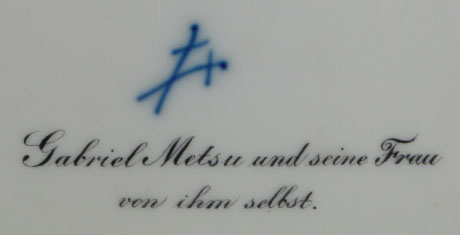 Gabriel Metsu und seine Frau
von ihm selbst.